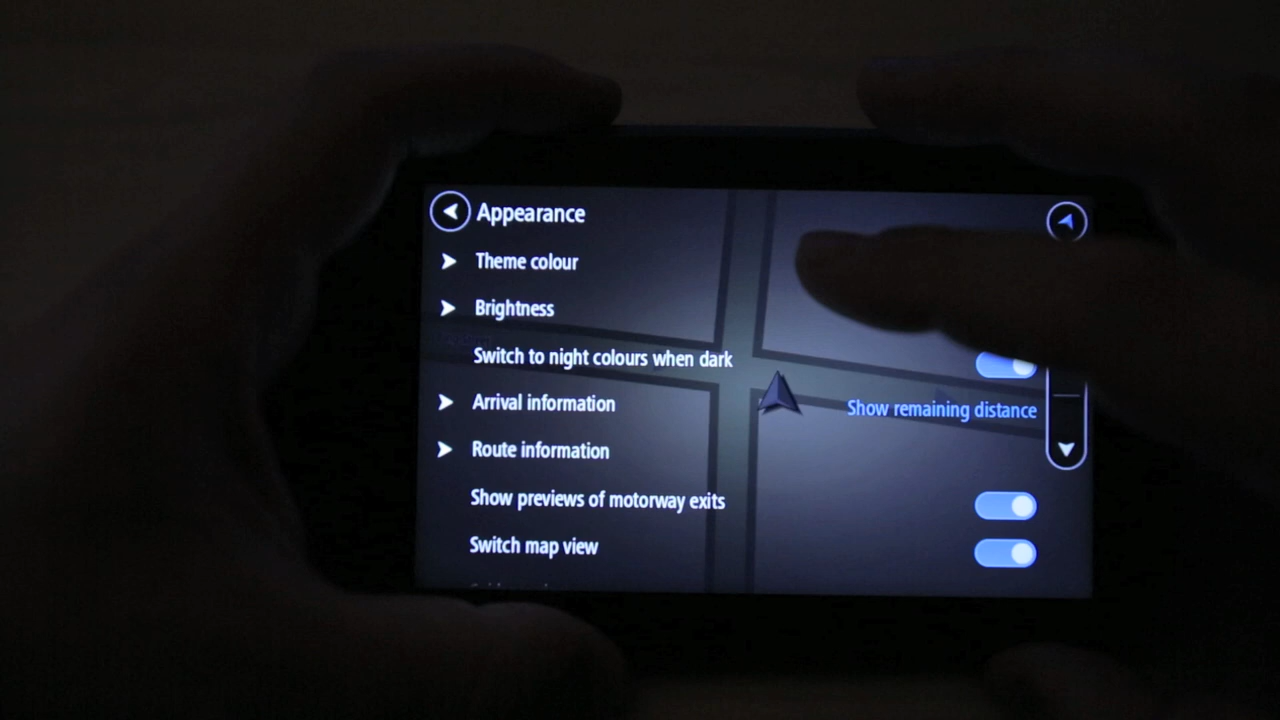 Appearance
Theme colour
Brightness
Switch to night colours when dark
Arrival information
Show remaining distance
Route information
Show previews of motorway exits
Switch map view